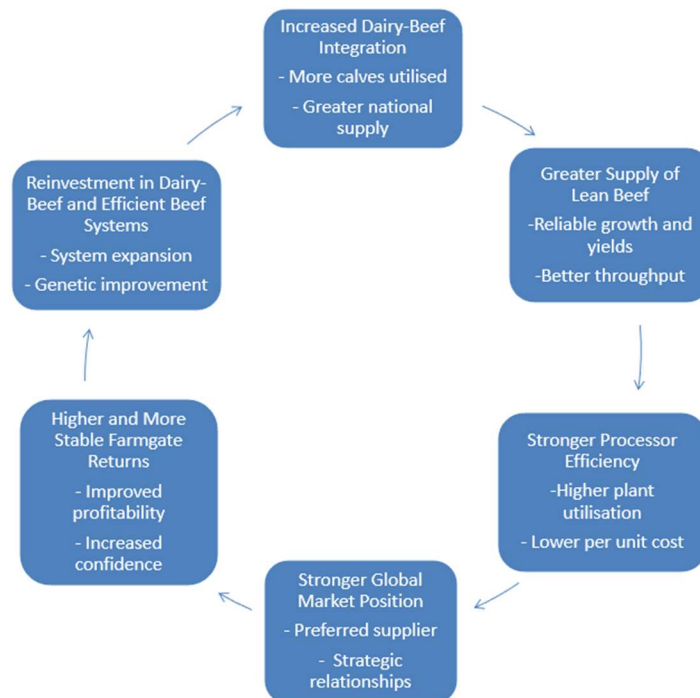 Increased Dairy-Beef
Integration
- More calves utilised
- Greater national
supply
Greater Supply of
Lean Beef
-Reliable growth and
yields
-Better throughput
Stronger Processor
Efficiency
-Higher plant
utilisation
- Lower per unit cost
Stronger Global
Market Position
- Preferred supplier
- Strategic
relationships
Higher and More
Stable Farmgate
Returns
- Improved
profitability
- Increased
confidence
Reinvestment in Dairy-
Beef and Efficient Beef
Systems
- System expansion
- Genetic improvement